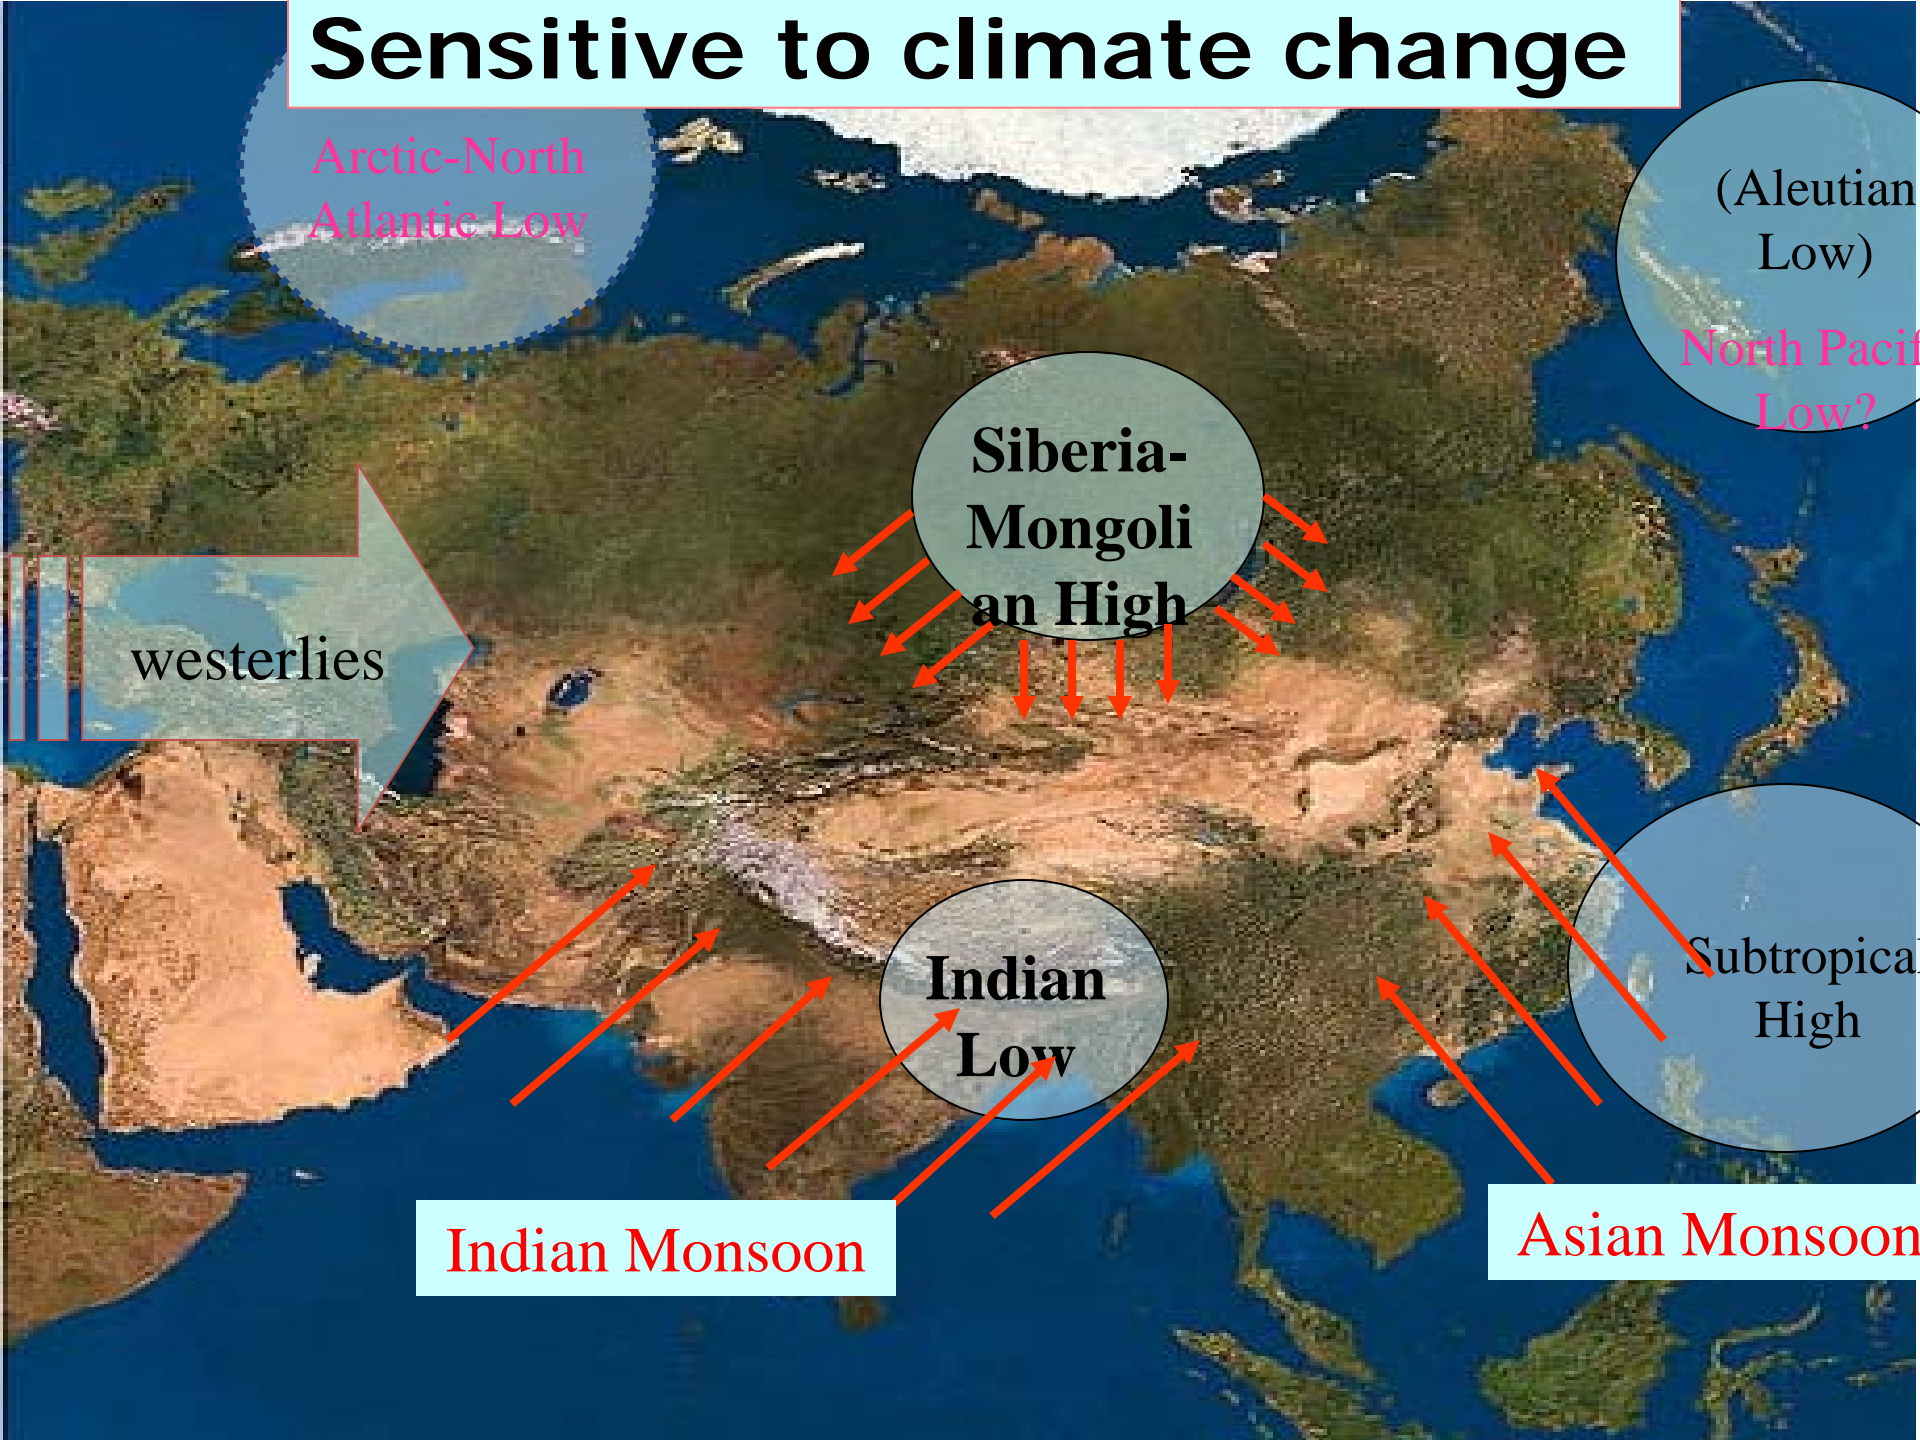 Sensitive to climate change
Arctic-North
Atlantic Low
(Aleutian
Low)
North Pacif
Low?
Siberia-
Mongoli
an High
westerlies
Indian
Low
Subtropical
High
Indian Monsoon
Asian Monsoon